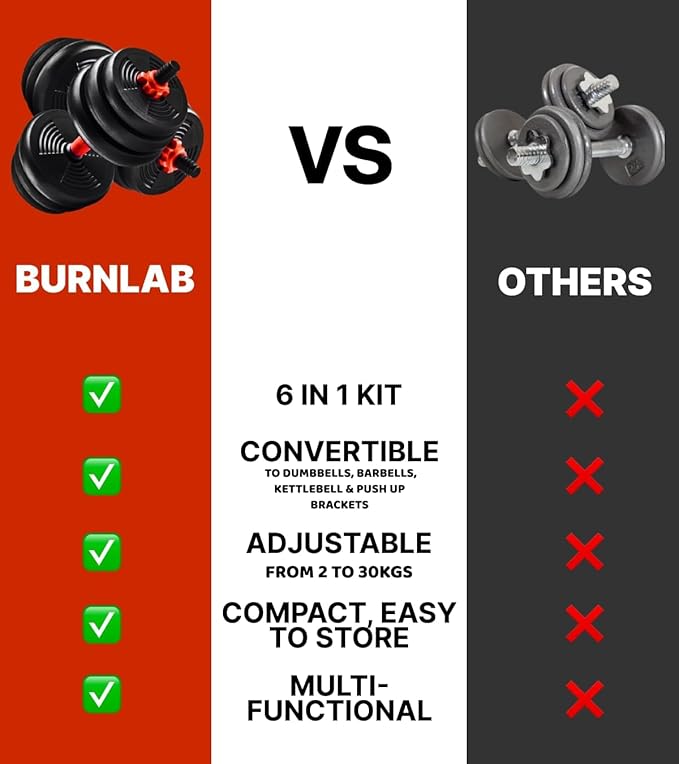 VS
BURNLAB
OTHERS
6 IN 1 KIT
CONVERTIBLE
TO DUMBBELLS, BARBELLS,
KETTLEBELL & PUSH UP
BRACKETS
ADJUSTABLE
FROM 2 TO 30KGS
COMPACT, EASY
TO STORE
MULTI-
FUNCTIONAL